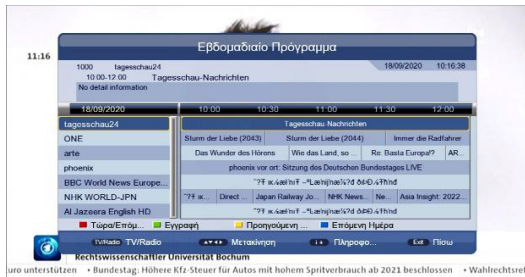 11:16
Εβδομαδιαίο Πρόγραμμα
18/09/2020 10:16:38
1000 tagesschau24
10:00-12:00 Tagesschau-Nachrichten
No detail information
18/09/2020 10:00 10:30 11:00 11:30 12:00
tagesschau24 Tagesschau-Nachrichten
ONE Sturm der Liebe (2043) Sturm der Liebe (2044) Immer die Radfahrer
arte Das Wunder des Hörens Wie das Land, so ... Re: Basta Europa!? AR...
phoenix phoenix vor ort: Sitzung des Deutschen Bundestages LIVE
BBC World News Europe...
NHK WORLD-JPN Direct ... Japan Railway Jo... NHK News... Ne... Asia Insight: 2022...
Al Jazeera English HD
Τώρα/Επόμ... Εγγραφή Προηγούμενη ... Επόμενη Ημέρα
TV/Radio TV/Radio Μετακίνηση Πληροφο... Exit Πίσω
Rechtswissenschaftler Universität Bochum
uro unterstützen • Bundestag: Höhere Kfz-Steuer für Autos mit hohem Spritverbrauch ab 2021 beschlossen • Wahlrechtsre